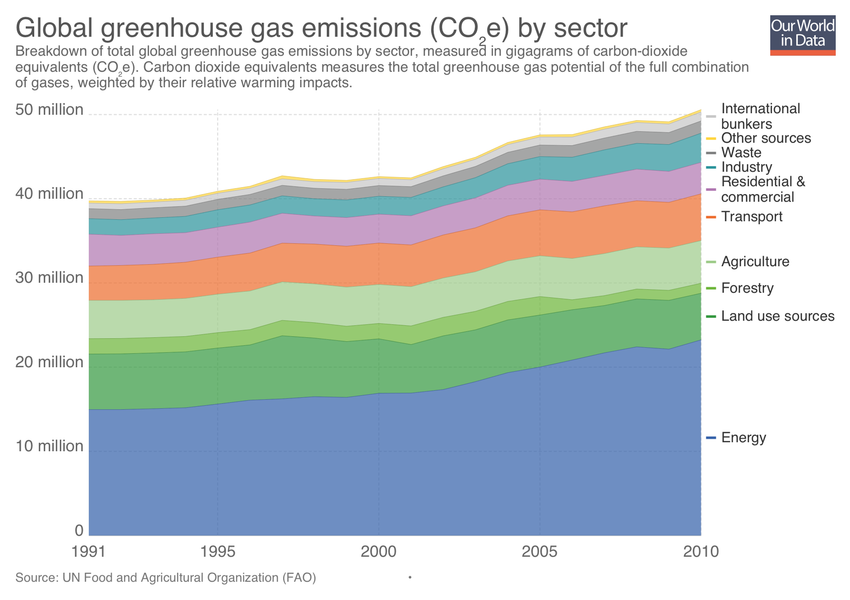 Global greenhouse gas emissions (CO₂e) by sector
Our World
in Data
Breakdown of total global greenhouse gas emissions by sector, measured in gigagrams of carbon-dioxide
equivalents (CO₂e). Carbon dioxide equivalents measures the total greenhouse gas potential of the full combination
of gases, weighted by their relative warming impacts.
50 million
40 million
30 million
20 million
10 million
0
International
bunkers
Other sources
Waste
Industry
Residential &
commercial
Transport
Agriculture
Forestry
Land use sources
Energy
1991
1995
2000
2005
2010
Source: UN Food and Agricultural Organization (FAO)